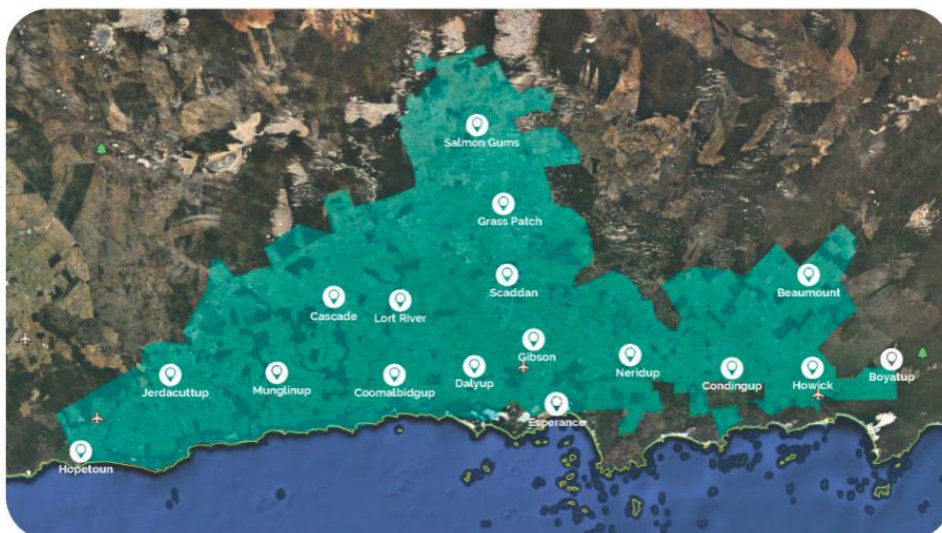 Salmon Gums
Grass Patch
Scaddan
Beaumount
Cascade
Lort River
Gibson
Neridup
Jerdacuttup
Munglinup
Coomalbidgup
Dalyup
Condingup
Howick
Boyatup
Esperance
Hopetoun